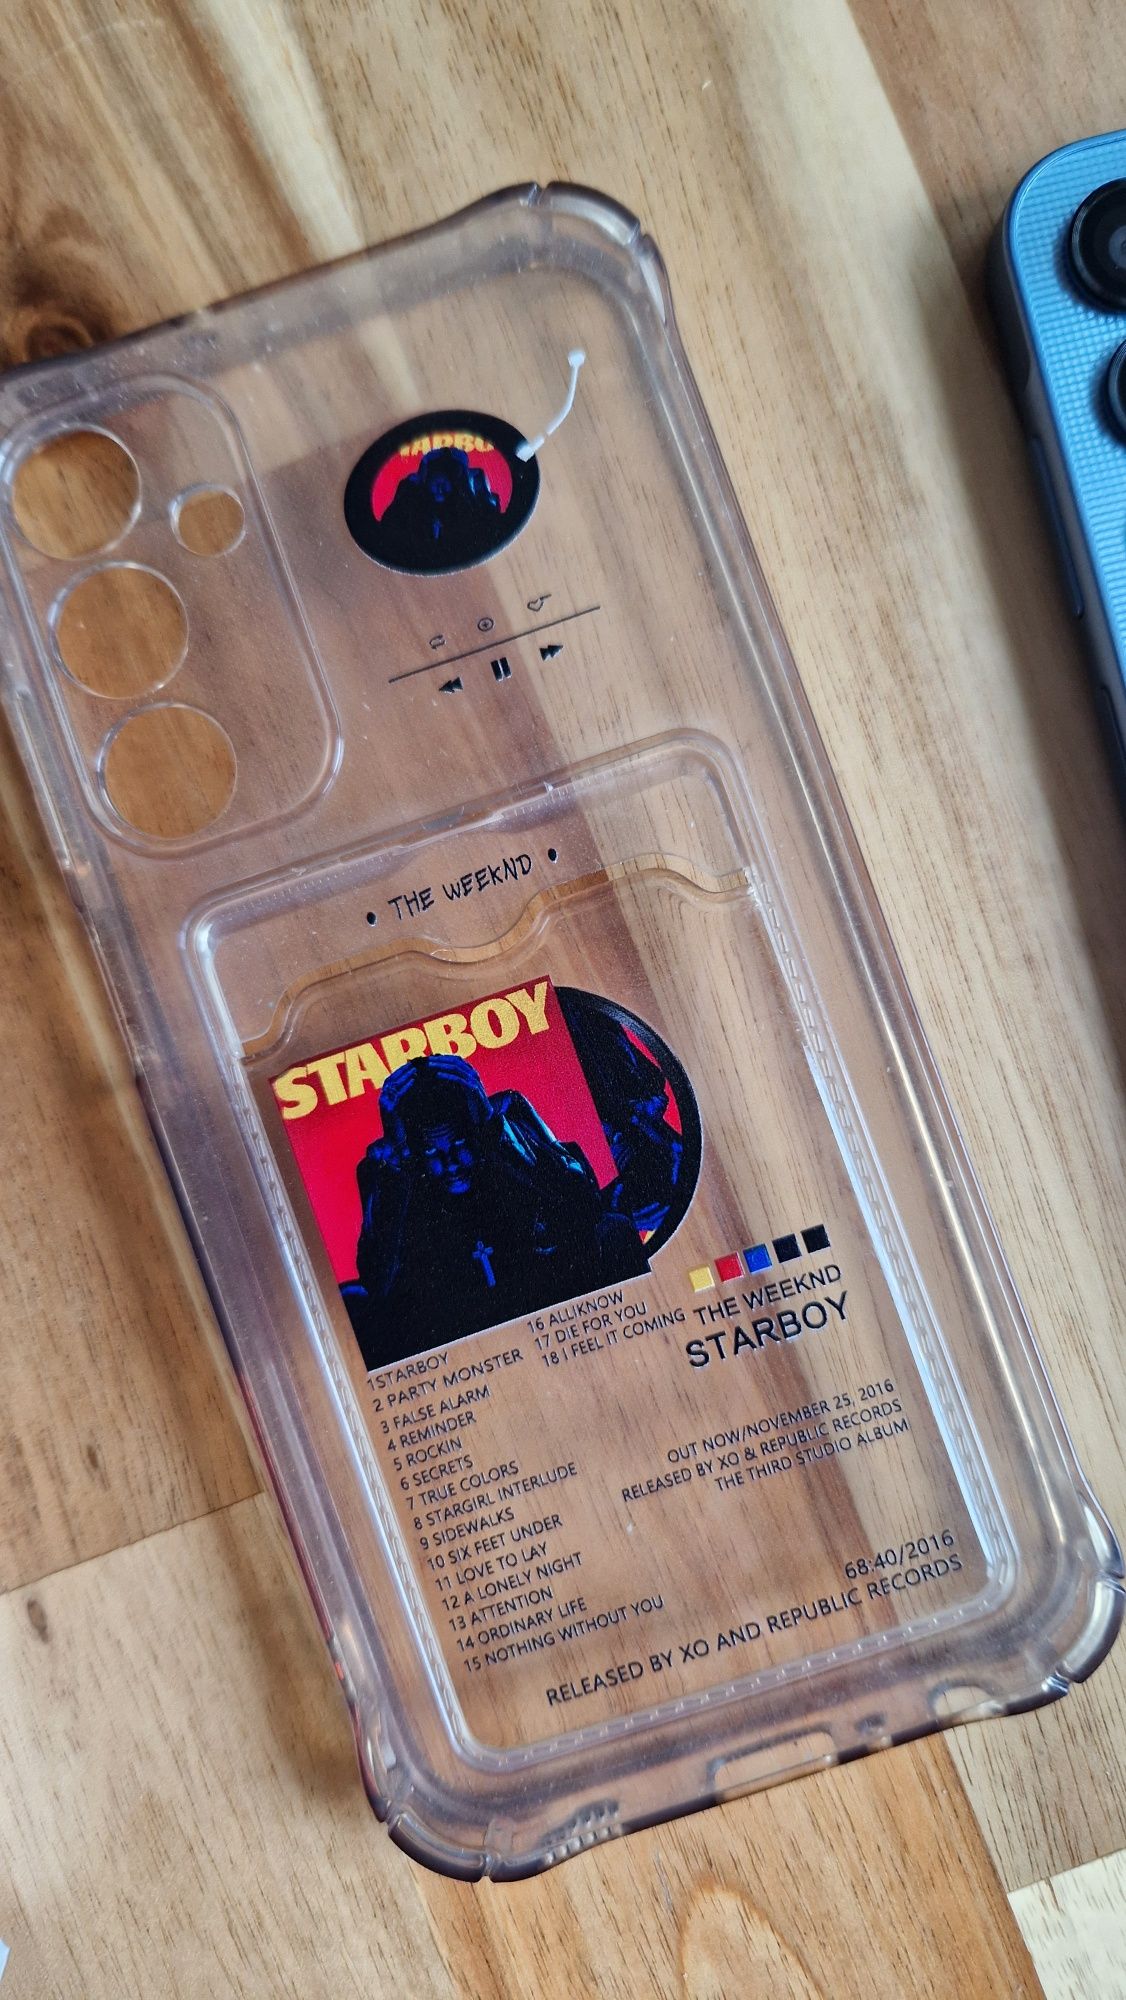 • THE WEEKND •
STARBOY
16 ALLIKNOW
17 DIE FOR YOU
18 I FEEL IT COMING
1STARBOY
2 PARTY MONSTER
3 FALSE ALARM
4 REMINDER
5 ROCKIN
6 SECRETS
7 TRUE COLORS
8 STARGIRL INTERLUDE
9 SIDEWALKS
10 SIX FEET UNDER
11 LOVE TO LAY
12 A LONELY NIGHT
13 ATTENTION
14 ORDINARY LIFE
15 NOTHING WITHOUT YOU
THE WEEKND
STARBOY
OUT NOW/NOVEMBER 25, 2016
RELEASED BY XO & REPUBLIC RECORDS
THE THIRD STUDIO ALBUM
68:40/2016
RELEASED BY XO AND REPUBLIC RECORDS